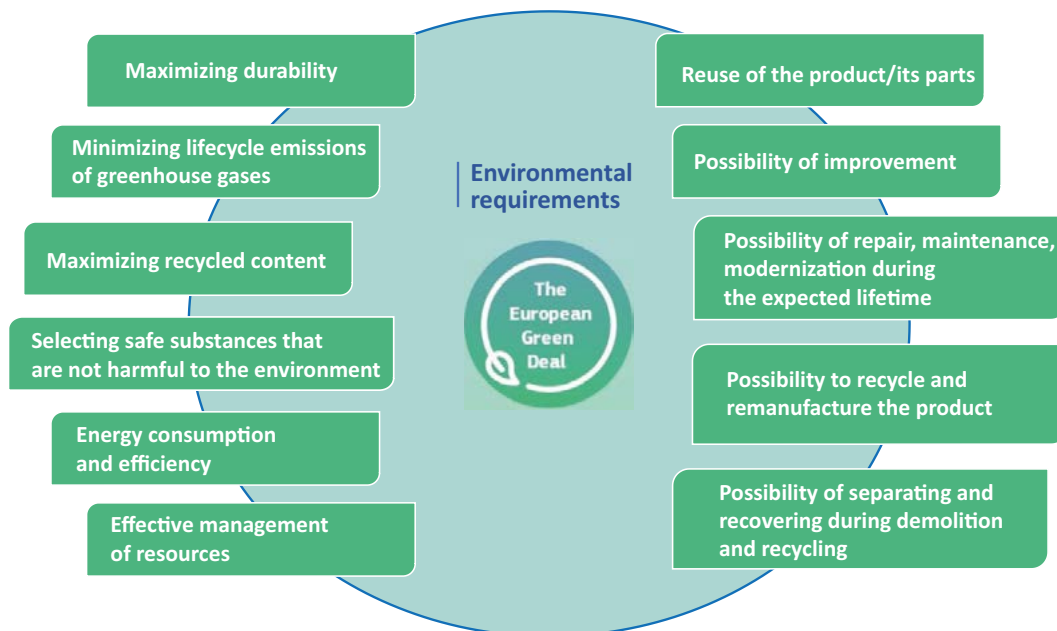 Maximizing durability
Minimizing lifecycle emissions
of greenhouse gases
Maximizing recycled content
Selecting safe substances that
are not harmful to the environment
Energy consumption
and efficiency
Effective management
of resources
Environmental
requirements
The
European
Green
Deal
Reuse of the product/its parts
Possibility of improvement
Possibility of repair, maintenance,
modernization during
the expected lifetime
Possibility to recycle and
remanufacture the product
Possibility of separating and
recovering during demolition
and recycling